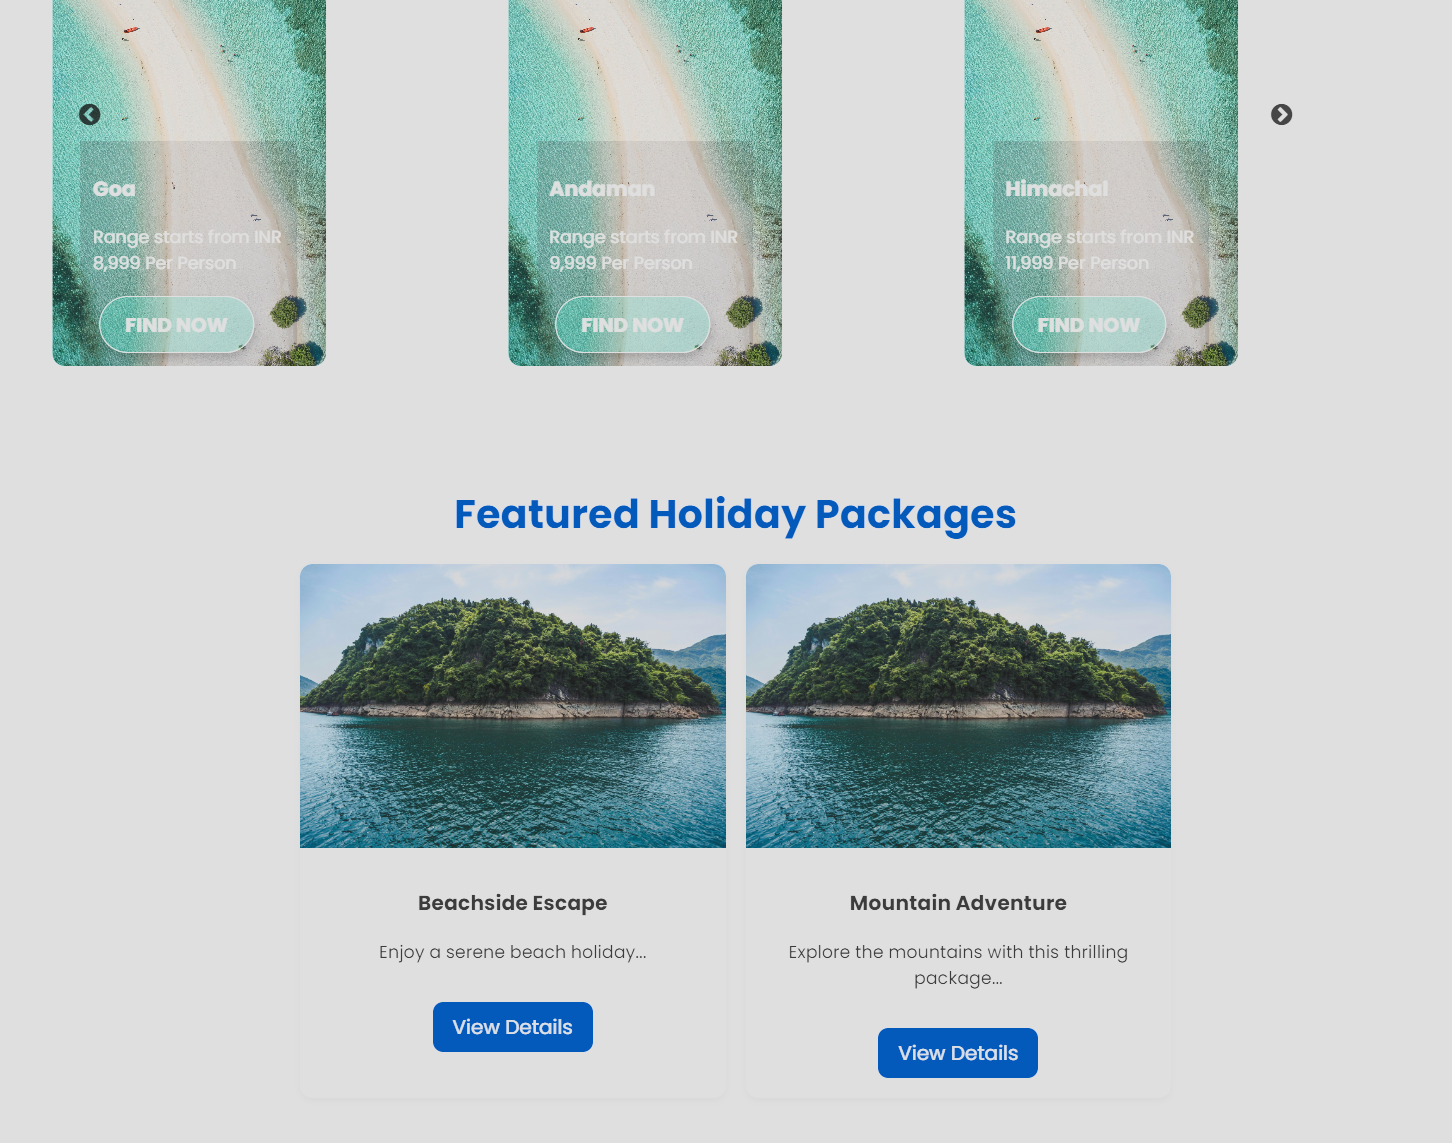 Goa
Range starts from INR
8,999 Per Person
FIND NOW
Andaman
Range starts from INR
9,999 Per Person
FIND NOW
Himachal
Range starts from INR
11,999 Per Person
FIND NOW
Featured Holiday Packages
Beachside Escape
Enjoy a serene beach holiday...
View Details
Mountain Adventure
Explore the mountains with this thrilling
package...
View Details